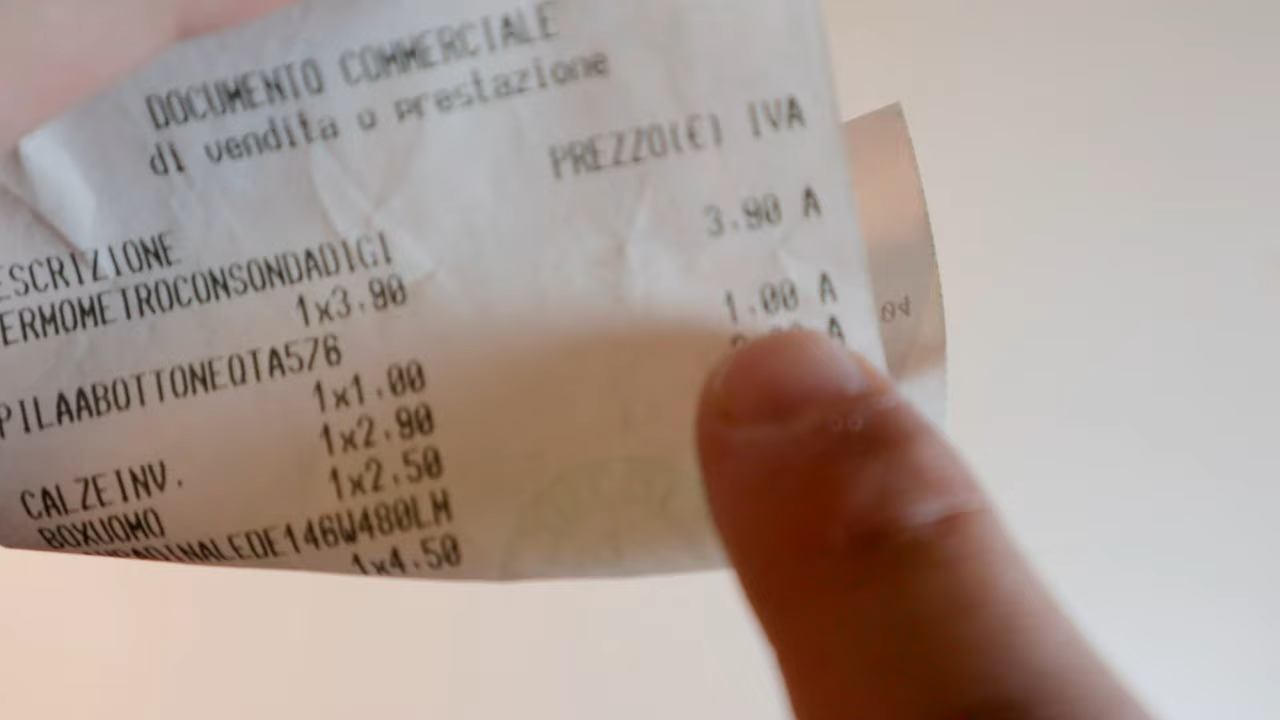 DOCUMENTO COMMERCIALE
di vendita o prestazione
PREZZO(€) IVA
ESCRIZIONE
ERMOMETROCONSONDADIGI
1x3.90 3.90 A
PILAABOTTONEQTA576
1x1.00 1.00 A
1x2.90 A
CALZEINV.
1x2.50
BOXUOMO
1x4.50
04